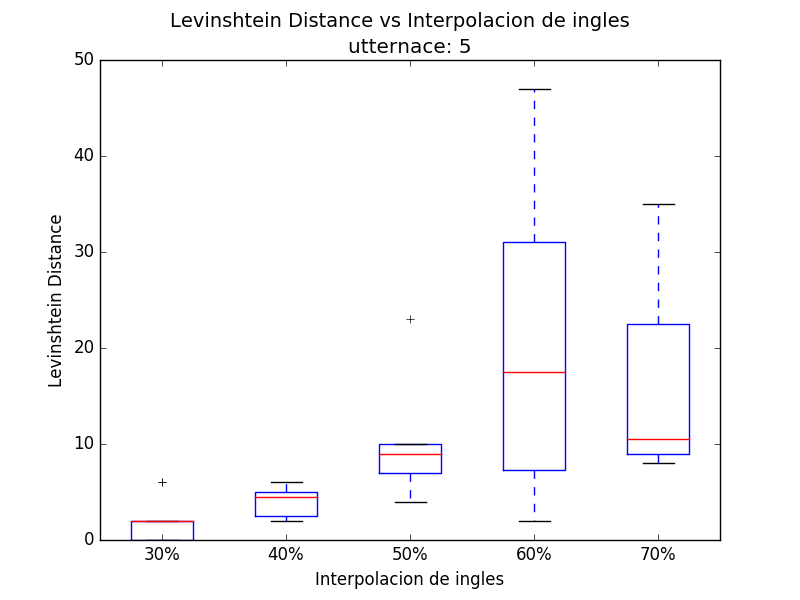 Levinshtein Distance vs Interpolacion de ingles
utternace: 5
Levinshtein Distance
50
40
30
20
10
0
30% 40% 50% 60% 70%
Interpolacion de ingles